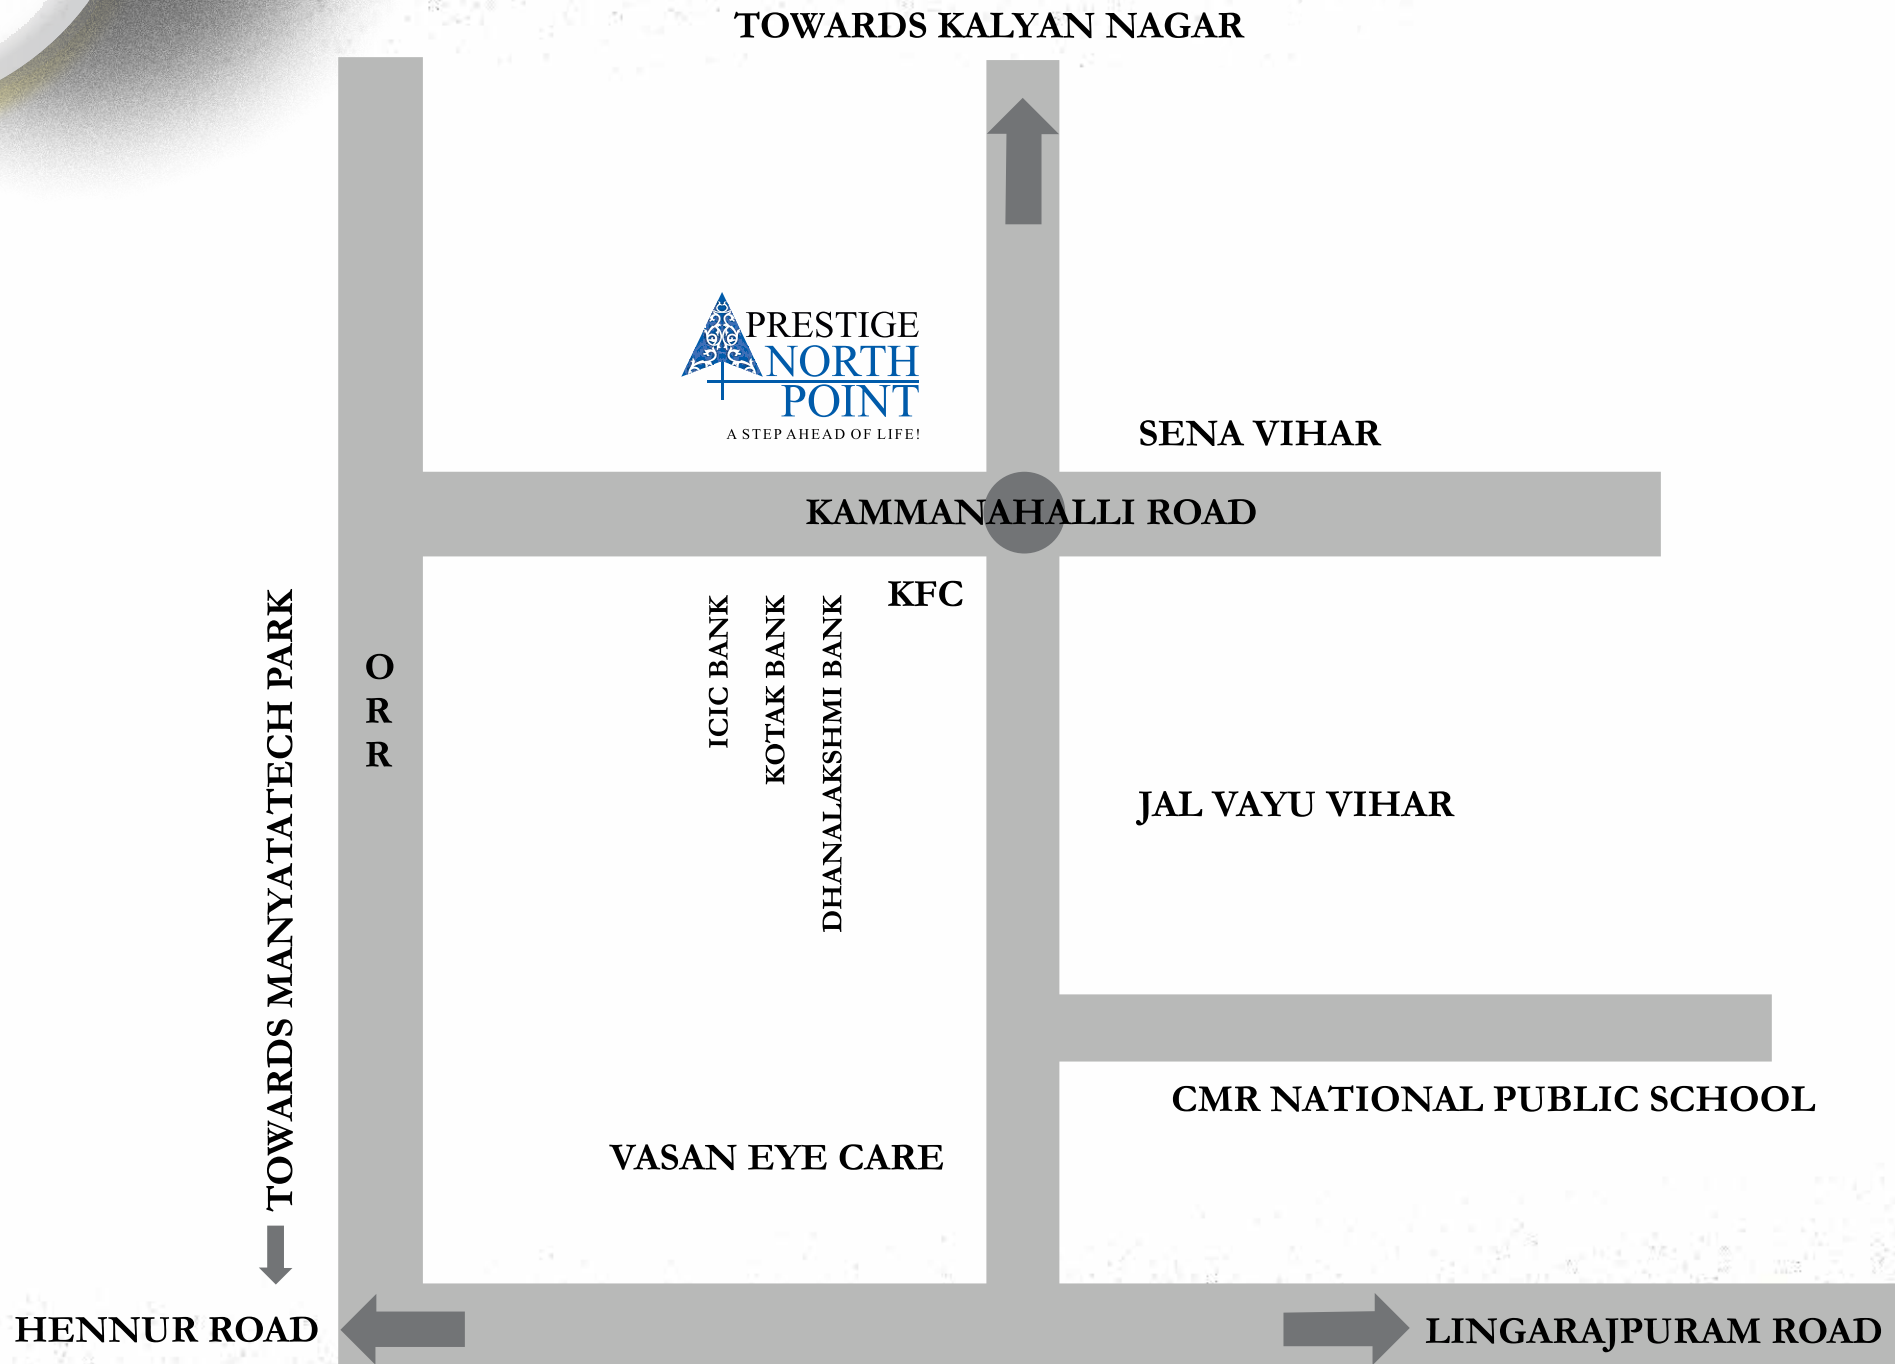 TOWARDS KALYAN NAGAR
PRESTIGE
NORTH
POINT
A STEP AHEAD OF LIFE!
SENA VIHAR
KAMMANAHALLI ROAD
KFC
ICIC BANK
KOTAK BANK
DHANALAKSHMI BANK
TOWARDS MANYATATECH PARK
O
R
R
JAL VAYU VIHAR
CMR NATIONAL PUBLIC SCHOOL
VASAN EYE CARE
HENNUR ROAD
LINGARAJPURAM ROAD